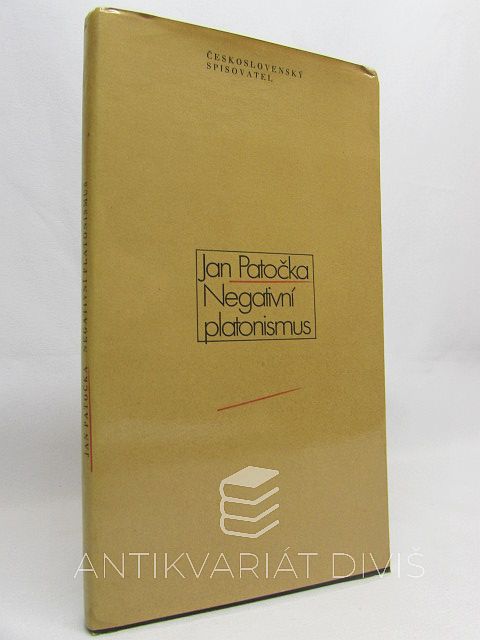 ČESKOSLOVENSKÝ
SPISOVATEL
Jan Patočka
Negativní
platonismus
JAN PATOČKA NEGATIVNÍ PLATONISMUS
ANTIKVARIÁT DIVIŠ